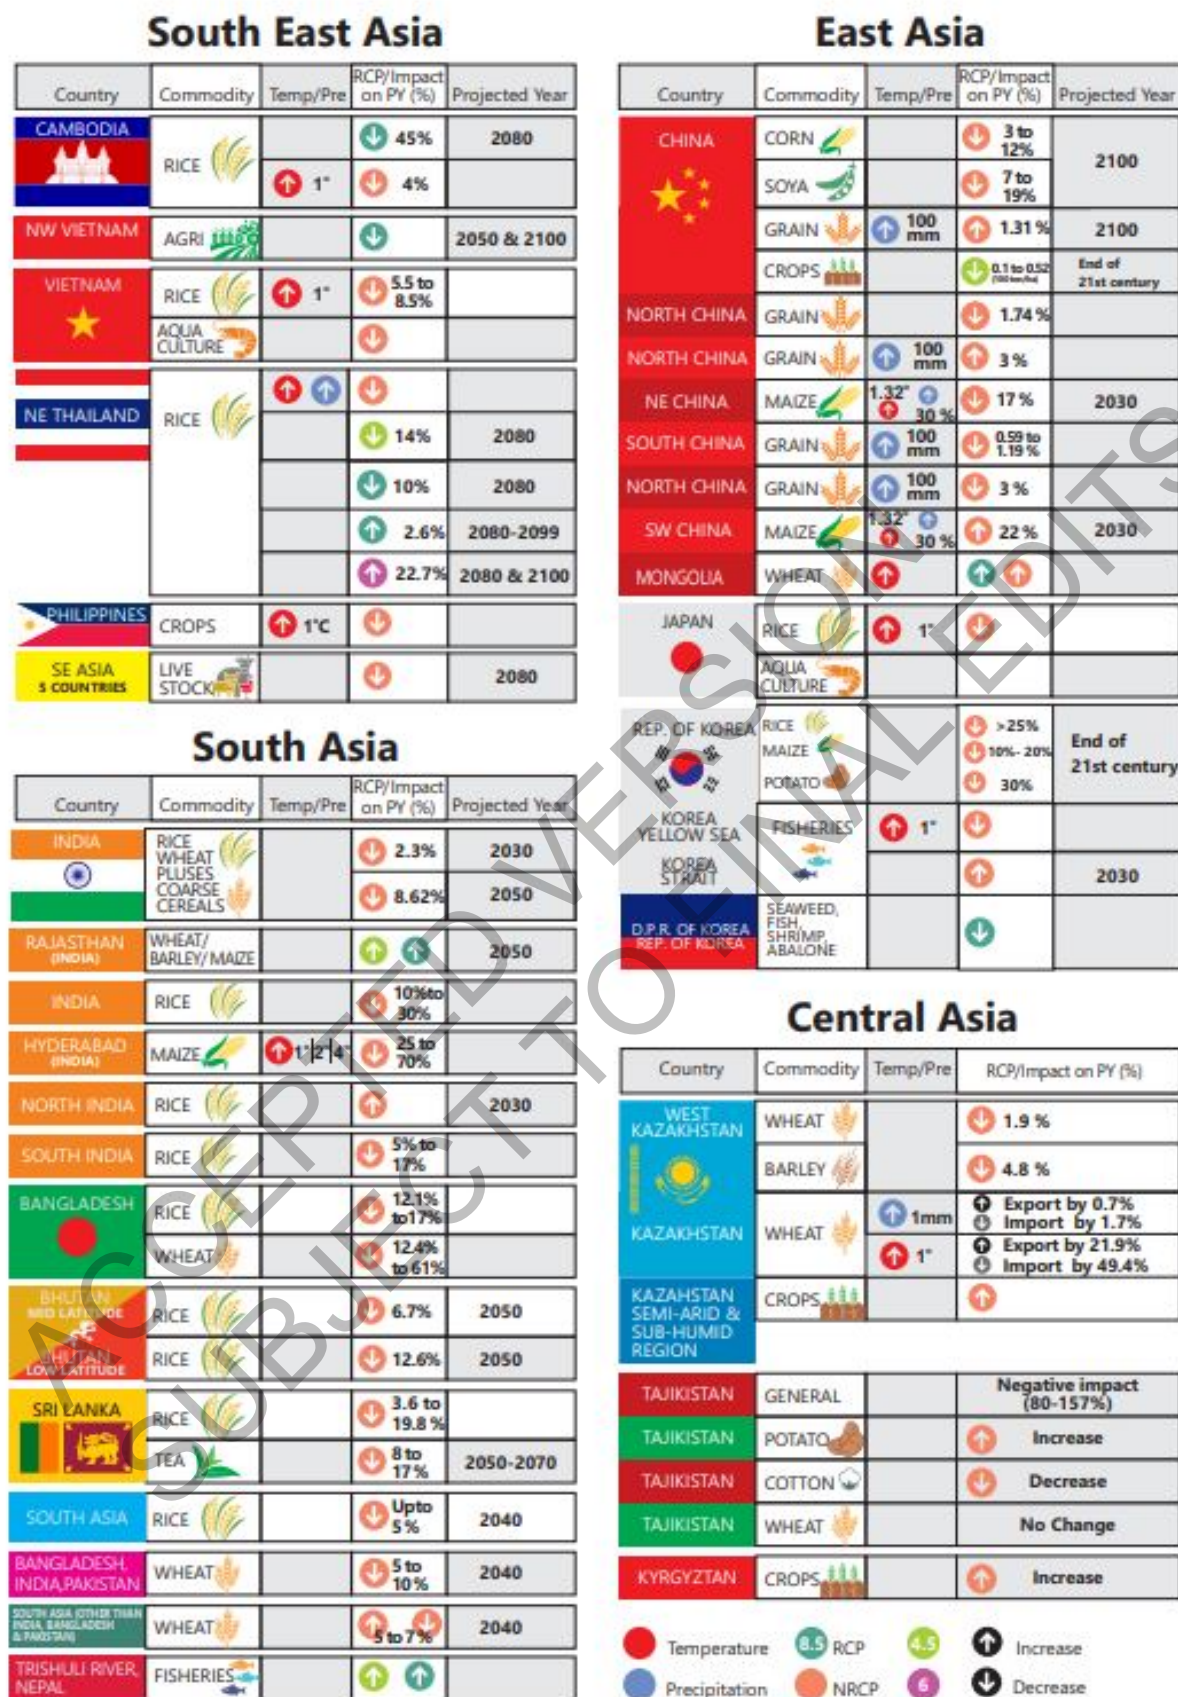 South East Asia
Country Commodity Temp/Pre RCP/Impact on PY (%) Projected Year
CAMBODIA RICE 45% 2080
1° 4%
NW VIETNAM AGRI 2050 & 2100
VIETNAM RICE 1° 5.5 to 8.5%
AQUA CULTURE
NE THAILAND RICE
14% 2080
10% 2080
2.6% 2080-2099
22.7% 2080 & 2100
PHILIPPINES CROPS 1°C
SE ASIA 5 COUNTRIES LIVE STOCK 2080
South Asia
Country Commodity Temp/Pre RCP/Impact on PY (%) Projected Year
INDIA RICE WHEAT PLUSES COARSE CEREALS 2.3% 2030
8.62% 2050
RAJASTHAN (INDIA) WHEAT/ BARLEY/ MAIZE 2050
INDIA RICE 10%to 30%
HYDERABAD (INDIA) MAIZE 1°|2°|4° 25 to 70%
NORTH INDIA RICE 2030
SOUTH INDIA RICE 5% to 17%
BANGLADESH RICE 12.1% to17%
WHEAT 12.4% to 61%
BHUTAN MID LATITUDE RICE 6.7% 2050
BHUTAN LOW LATITUDE RICE 12.6% 2050
SRI LANKA RICE 3.6 to 19.8 %
TEA 8 to 17% 2050-2070
SOUTH ASIA RICE Upto 5% 2040
BANGLADESH, INDIA,PAKISTAN WHEAT 5 to 10% 2040
SOUTH ASIA (OTHER THAN INDIA, BANGLADESH & PAKISTAN) WHEAT 5 to 7% 2040
TRISHULI RIVER, NEPAL FISHERIES
East Asia
Country Commodity Temp/Pre RCP/Impact on PY (%) Projected Year
CHINA CORN 3 to 12% 2100
SOYA 7 to 19%
GRAIN 100 mm 1.31 % 2100
CROPS 0.1 to 0.52 End of 21st century
NORTH CHINA GRAIN 1.74 %
NORTH CHINA GRAIN 100 mm 3 %
NE CHINA MAIZE 1.32° 30 % 17 % 2030
SOUTH CHINA GRAIN 100 mm 0.59 to 1.19 %
NORTH CHINA GRAIN 100 mm 3 %
SW CHINA MAIZE 1.32° 30 % 22 % 2030
MONGOLIA WHEAT
JAPAN RICE 1°
AQUA CULTURE
REP. OF KOREA RICE >25%
MAIZE 10%- 20% End of 21st century
POTATO 30%
KOREA YELLOW SEA FISHERIES 1°
KOREA STRAIT 2030
D.P.R. OF KOREA REP. OF KOREA SEAWEED, FISH, SHRIMP, ABALONE
Central Asia
Country Commodity Temp/Pre RCP/Impact on PY (%)
WEST KAZAKHSTAN WHEAT 1.9 %
BARLEY 4.8 %
KAZAKHSTAN WHEAT 1mm Export by 0.7% Import by 1.7%
1° Export by 21.9% Import by 49.4%
KAZAHSTAN SEMI-ARID & SUB-HUMID REGION CROPS
TAJIKISTAN GENERAL Negative impact (80-157%)
TAJIKISTAN POTATO Increase
TAJIKISTAN COTTON Decrease
TAJIKISTAN WHEAT No Change
KYRGYZTAN CROPS Increase
Temperature 8.5 RCP 4.5 Increase
Precipitation NRCP 6 Decrease
ACCEPTED VERSION
SUBJECT TO FINAL EDITS